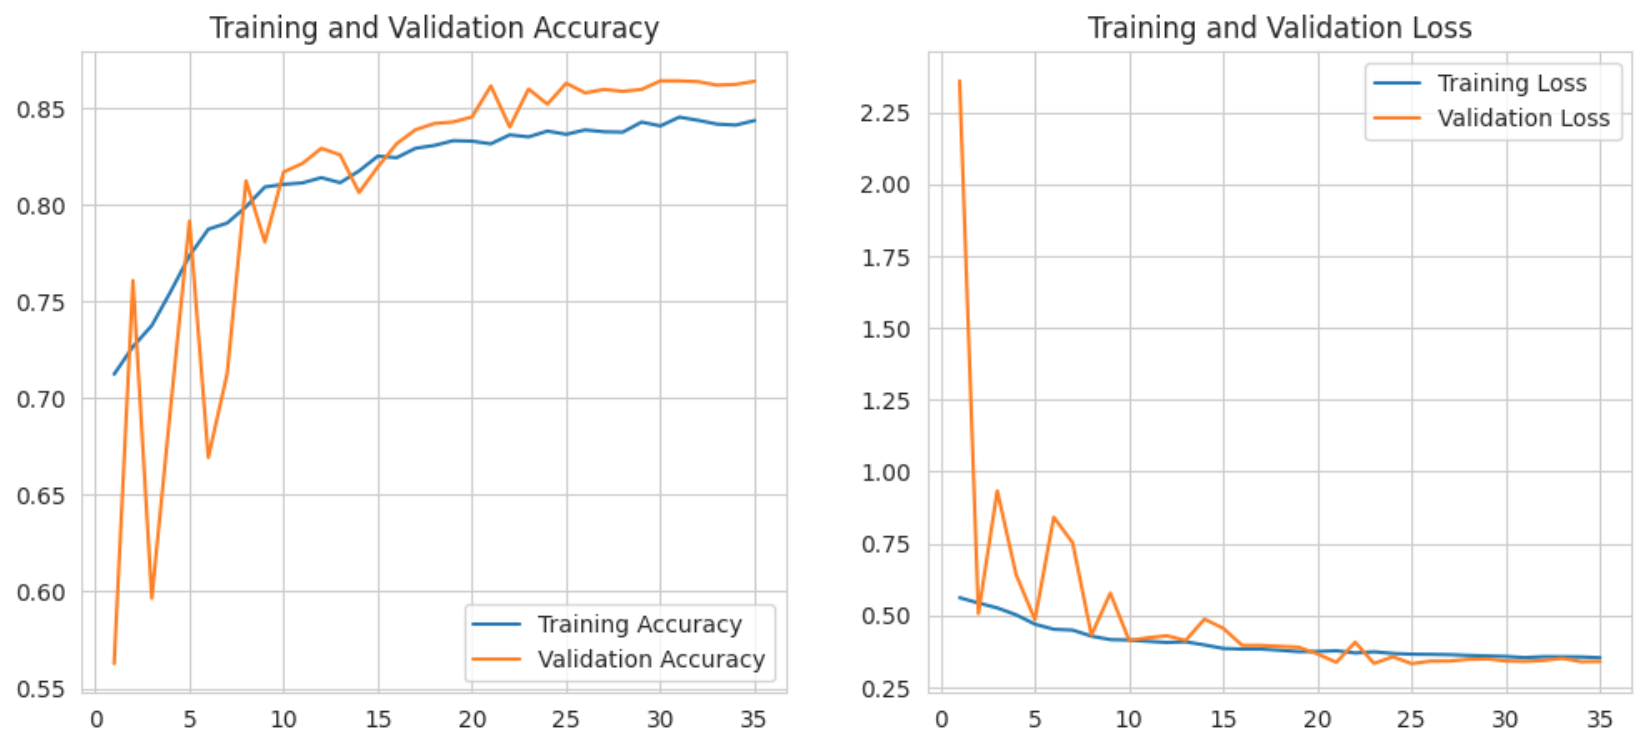 Training and Validation Accuracy
0.85
0.80
0.75
0.70
0.65
0.60
0.55
Training Accuracy
Validation Accuracy
0 5 10 15 20 25 30 35
Training and Validation Loss
2.25
2.00
1.75
1.50
1.25
1.00
0.75
0.50
0.25
Training Loss
Validation Loss
0 5 10 15 20 25 30 35